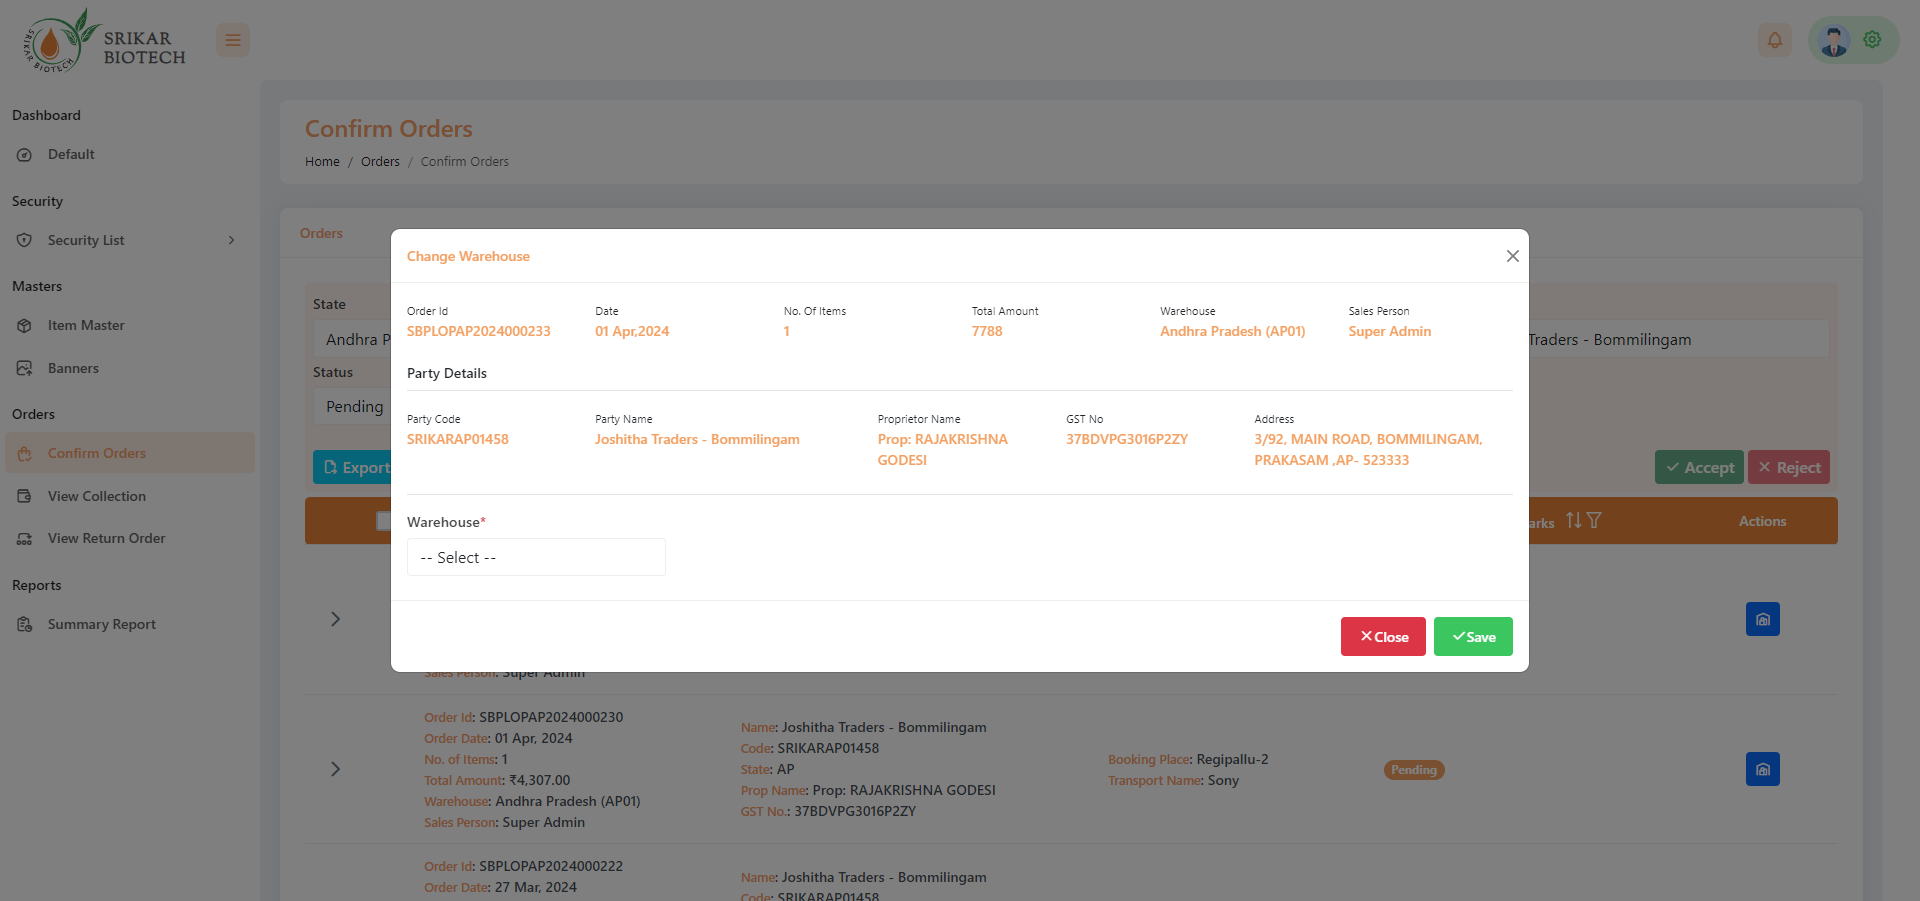 SRIKAR
BIOTECH
SRIKAR BIOTECH
Dashboard
Default
Security
Security List
Masters
Item Master
Banners
Orders
Confirm Orders
View Collection
View Return Order
Reports
Summary Report
Confirm Orders
Home / Orders / Confirm Orders
Orders
State
Andhra P
Traders - Bommilingam
Status
Pending
Export
Accept
Reject
arks
Actions
Change Warehouse
Order Id
SBPLOPAP2024000233
Date
01 Apr,2024
No. Of Items
1
Total Amount
7788
Warehouse
Andhra Pradesh (AP01)
Sales Person
Super Admin
Party Details
Party Code
SRIKARAP01458
Party Name
Joshitha Traders - Bommilingam
Proprietor Name
Prop: RAJAKRISHNA
GODESI
GST No
37BDVPG3016P2ZY
Address
3/92, MAIN ROAD, BOMMILINGAM,
PRAKASAM ,AP- 523333
Warehouse*
-- Select --
Close
Save
Sales Person: Super Admin
Order Id: SBPLOPAP2024000230
Order Date: 01 Apr, 2024
No. of Items: 1
Total Amount: ₹4,307.00
Warehouse: Andhra Pradesh (AP01)
Sales Person: Super Admin
Name: Joshitha Traders - Bommilingam
Code: SRIKARAP01458
State: AP
Prop Name: Prop: RAJAKRISHNA GODESI
GST No.: 37BDVPG3016P2ZY
Booking Place: Regipallu-2
Transport Name: Sony
Pending
Order Id: SBPLOPAP2024000222
Order Date: 27 Mar, 2024
Name: Joshitha Traders - Bommilingam
Code: SRIKARAP01458